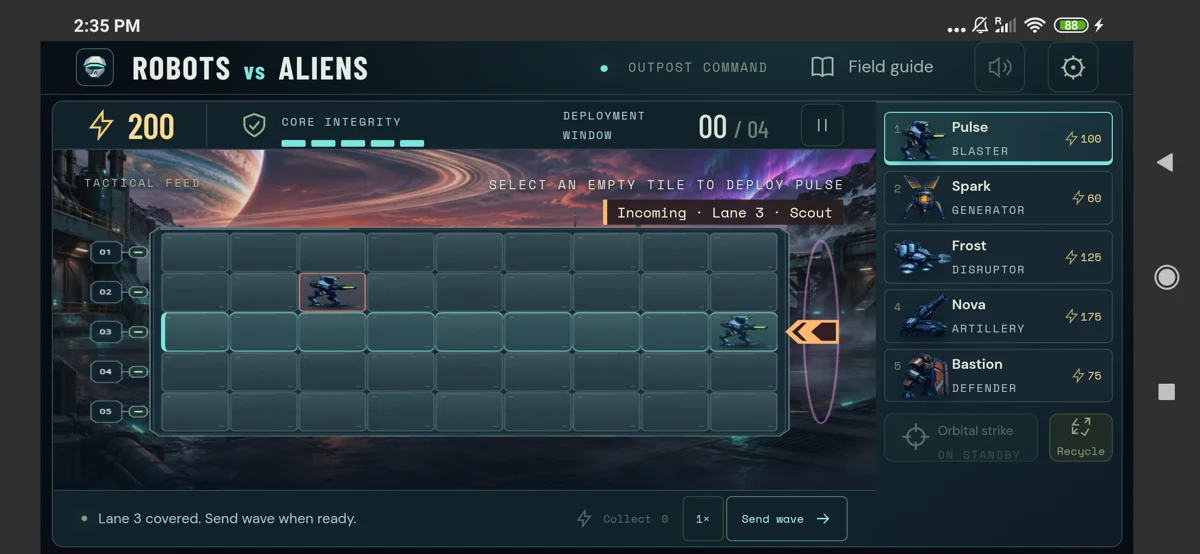 2:35 PM
R
88
ROBOTS vs ALIENS
OUTPOST COMMAND
Field guide
200
CORE INTEGRITY
DEPLOYMENT
WINDOW
00 / 04
TACTICAL FEED
SELECT AN EMPTY TILE TO DEPLOY PULSE
Incoming · Lane 3 · Scout
01
02
03
04
05
1
Pulse
BLASTER
100
2
Spark
GENERATOR
60
Frost
DISRUPTOR
125
4
Nova
ARTILLERY
175
5
Bastion
DEFENDER
75
Orbital strike
ON STANDBY
Recycle
Lane 3 covered. Send wave when ready.
Collect 0
1×
Send wave →